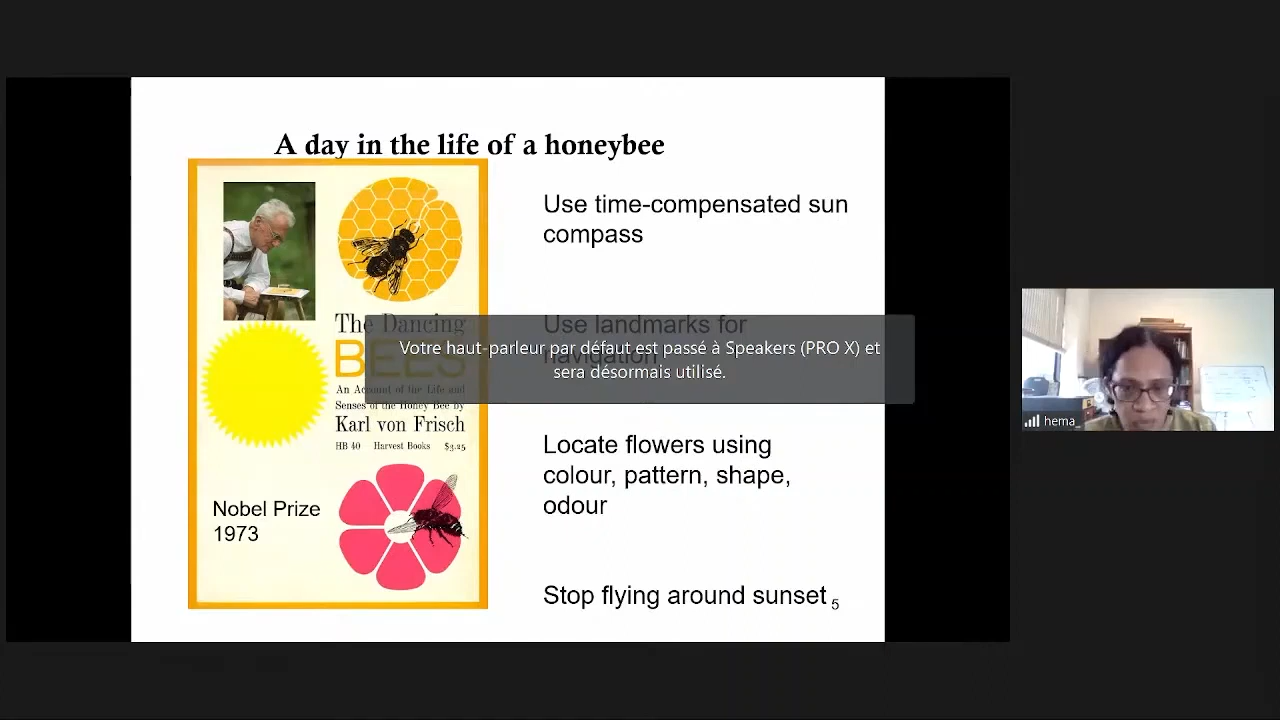 A day in the life of a honeybee
The Dancing
BEES
An Account of the Life and
Senses of the Honey Bee by
Karl von Frisch
HB 40 Harvest Books $3.25
Nobel Prize
1973
Use time-compensated sun
compass
Use landmarks for
navigation
Votre haut-parleur par défaut est passé à Speakers (PRO X) et
sera désormais utilisé.
Locate flowers using
colour, pattern, shape,
odour
Stop flying around sunset
5
hema_